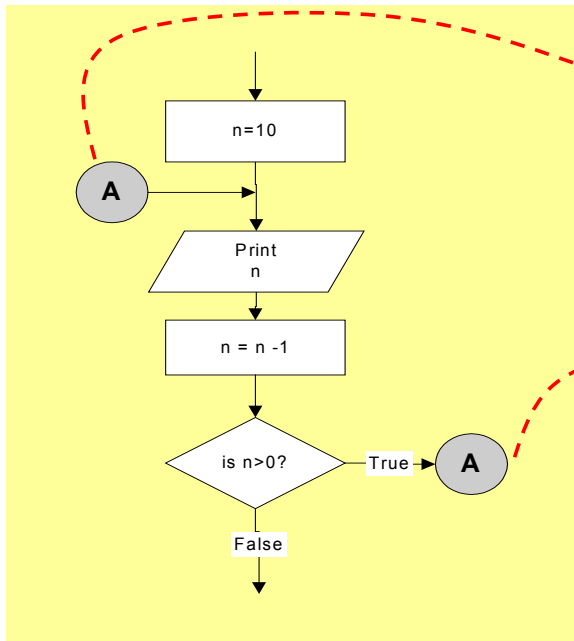 n=10
A
Print
n
n = n -1
is n>0?
True
A
False